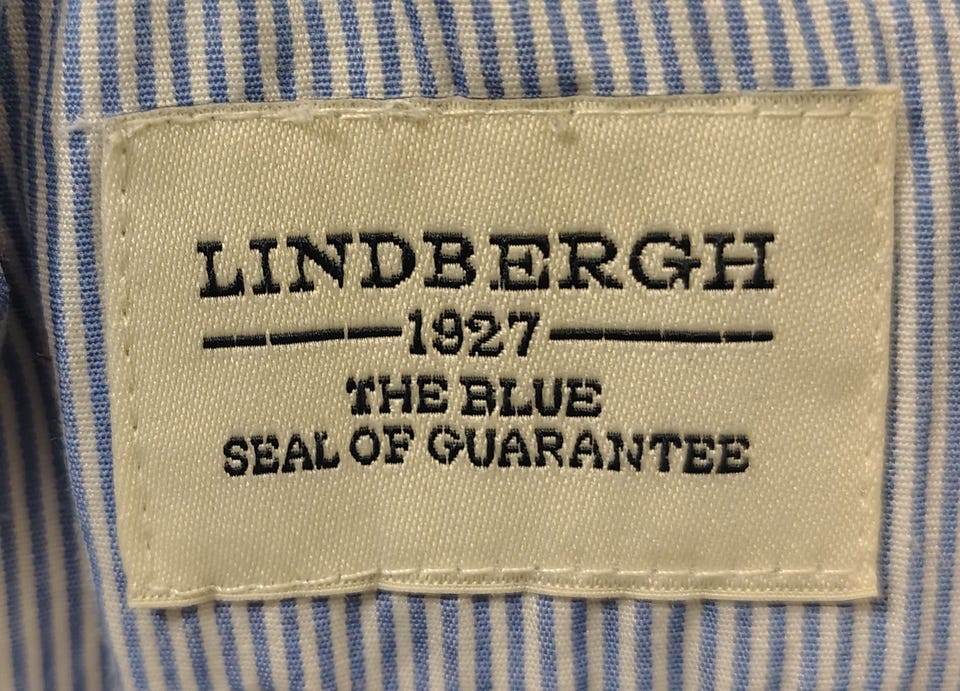 LINDBERGH
1927
THE BLUE
SEAL OF GUARANTEE